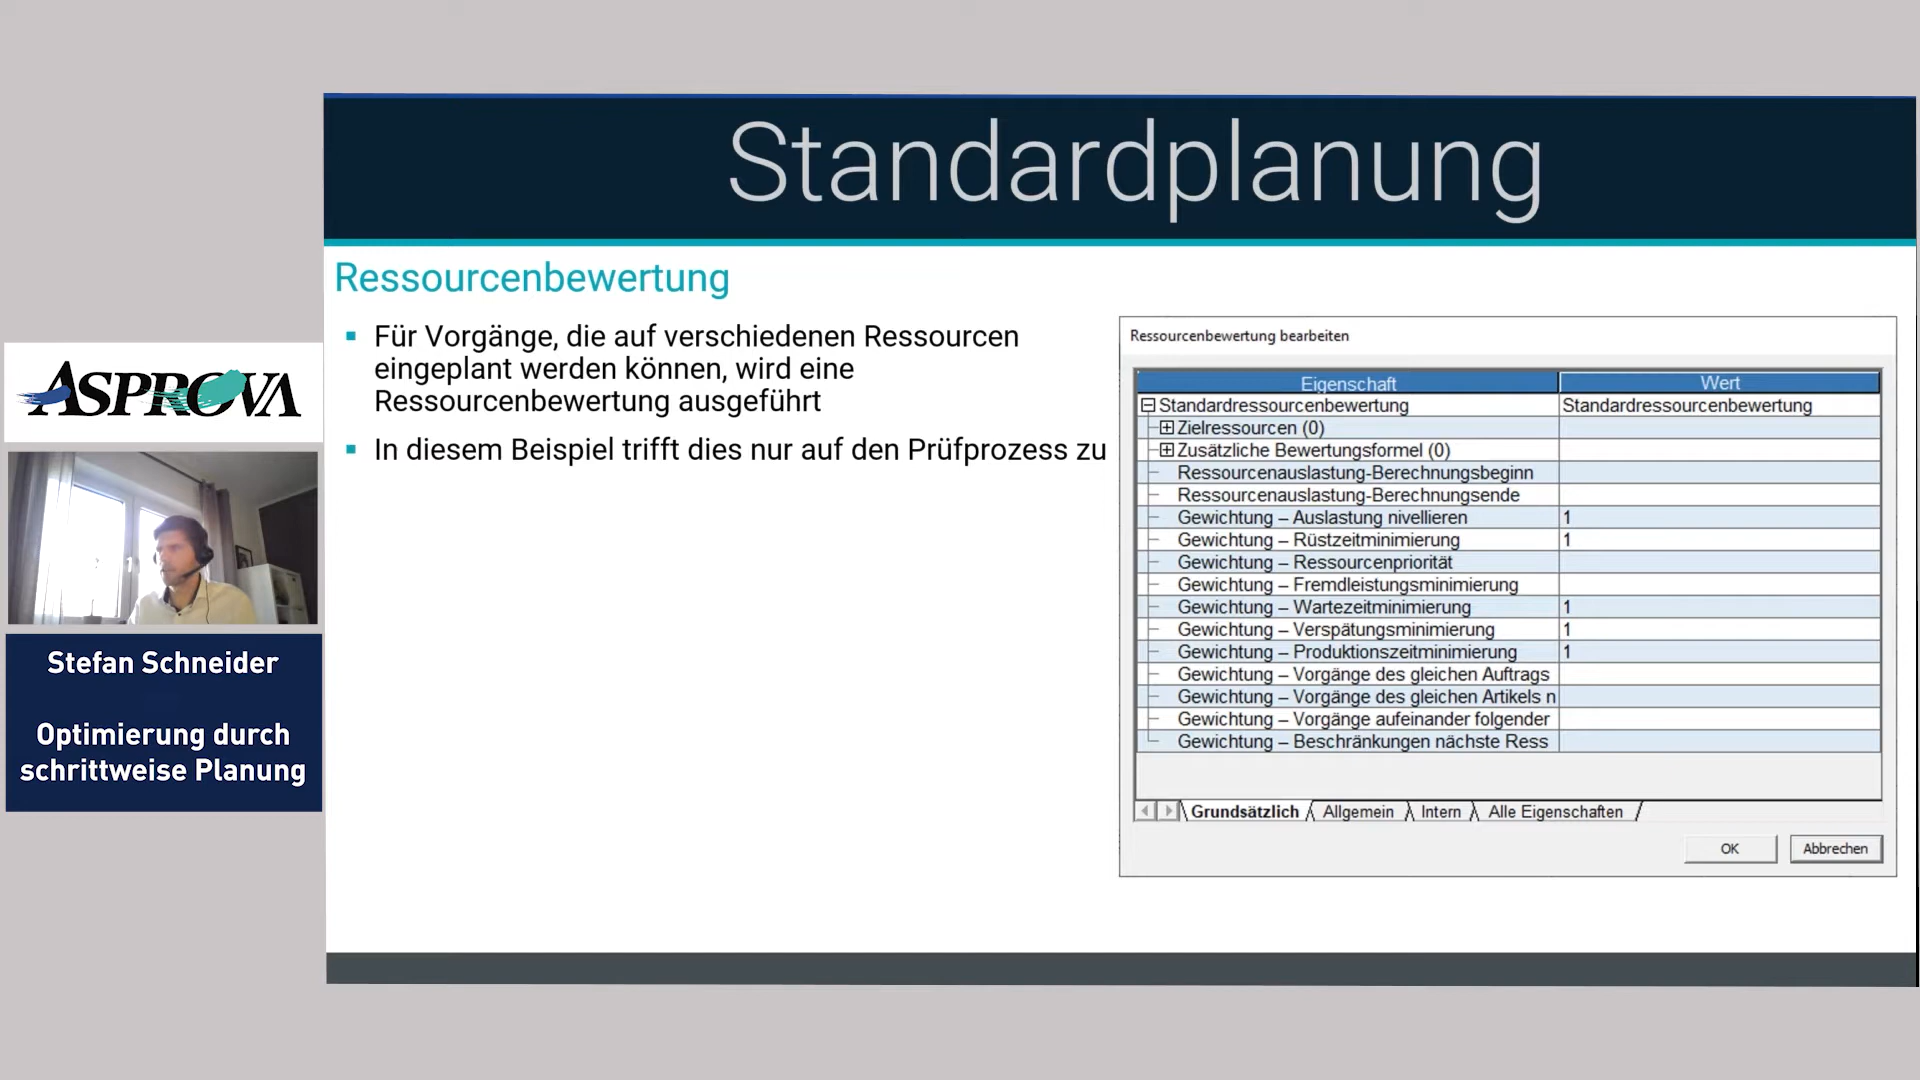 Standardplanung
Ressourcenbewertung
▪ Für Vorgänge, die auf verschiedenen Ressourcen
eingeplant werden können, wird eine
Ressourcenbewertung ausgeführt
▪ In diesem Beispiel trifft dies nur auf den Prüfprozess zu
ASPROVA
Stefan Schneider
Optimierung durch
schrittweise Planung
Ressourcenbewertung bearbeiten
Eigenschaft Wert
Standardressourcenbewertung Standardressourcenbewertung
Zielressourcen (0)
Zusätzliche Bewertungsformel (0)
Ressourcenauslastung-Berechnungsbeginn
Ressourcenauslastung-Berechnungsende
Gewichtung – Auslastung nivellieren 1
Gewichtung – Rüstzeitminimierung 1
Gewichtung – Ressourcenpriorität
Gewichtung – Fremdleistungsminimierung
Gewichtung – Wartezeitminimierung 1
Gewichtung – Verspätungsminimierung 1
Gewichtung – Produktionszeitminimierung 1
Gewichtung – Vorgänge des gleichen Auftrags
Gewichtung – Vorgänge des gleichen Artikels n
Gewichtung – Vorgänge aufeinander folgender
Gewichtung – Beschränkungen nächste Ress
Grundsätzlich Allgemein Intern Alle Eigenschaften
OK Abbrechen